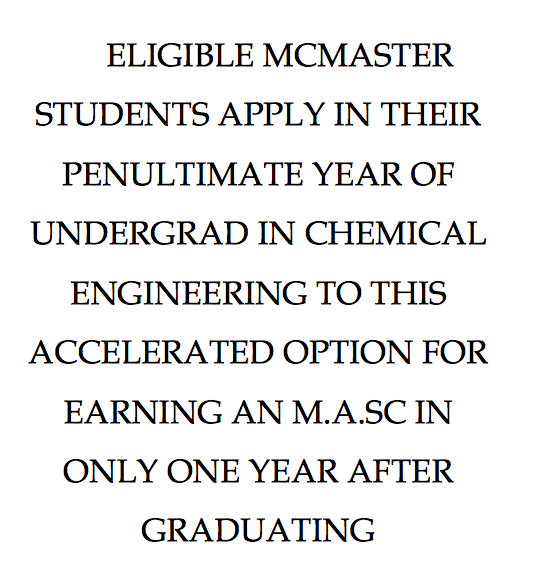 ELIGIBLE MCMASTER
STUDENTS APPLY IN THEIR
PENULTIMATE YEAR OF
UNDERGRAD IN CHEMICAL
ENGINEERING TO THIS
ACCELERATED OPTION FOR
EARNING AN M.A.SC IN
ONLY ONE YEAR AFTER
GRADUATING